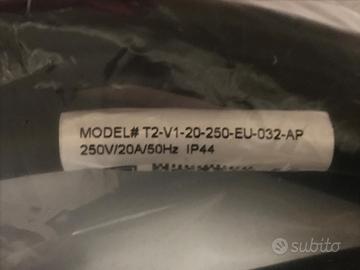 MODEL# T2-V1-20-250-EU-032-AP
250V/20A/50Hz IP44
subito